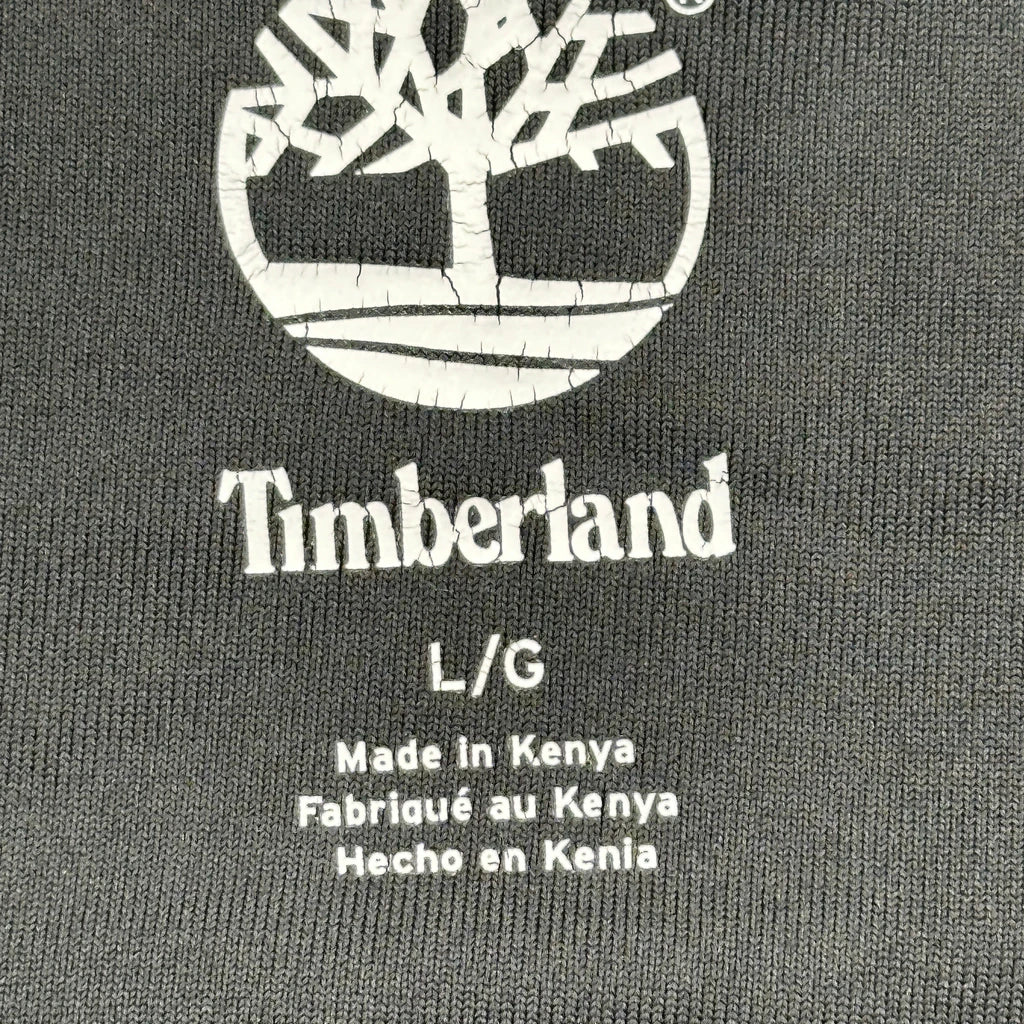 ®
Timberland
L/G
Made in Kenya
Fabriqué au Kenya
Hecho en Kenia